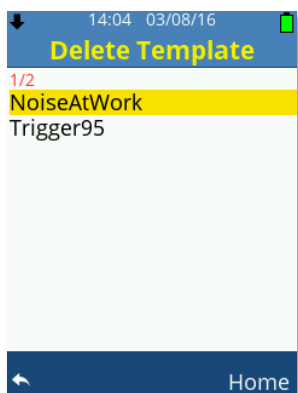 14:04 03/08/16
Delete Template
1/2
NoiseAtWork
Trigger95
Home